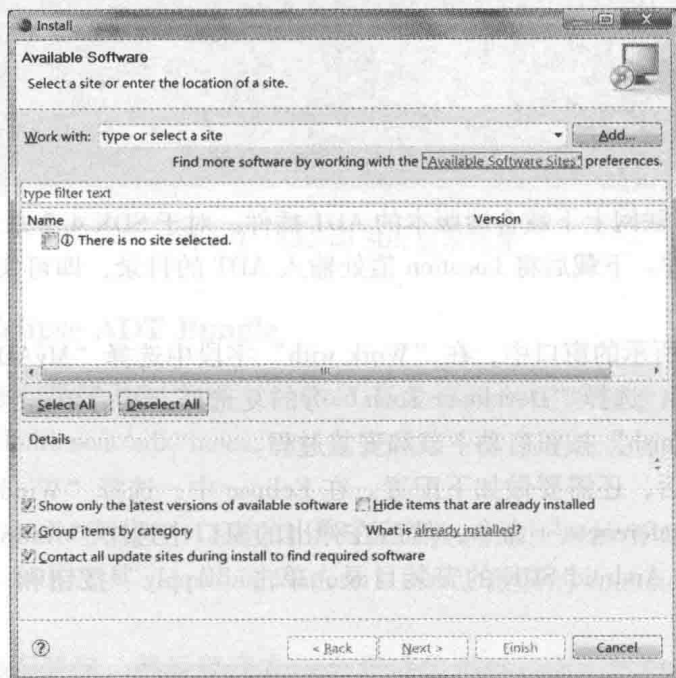 Install
Available Software
Select a site or enter the location of a site.
Work with: type or select a site
Add...
Find more software by working with the "Available Software Sites" preferences.
type filter text
Name Version
There is no site selected.
Select All Deselect All
Details
Show only the latest versions of available software Hide items that are already installed
Group items by category What is already installed?
Contact all update sites during install to find required software
< Back Next > Finish Cancel